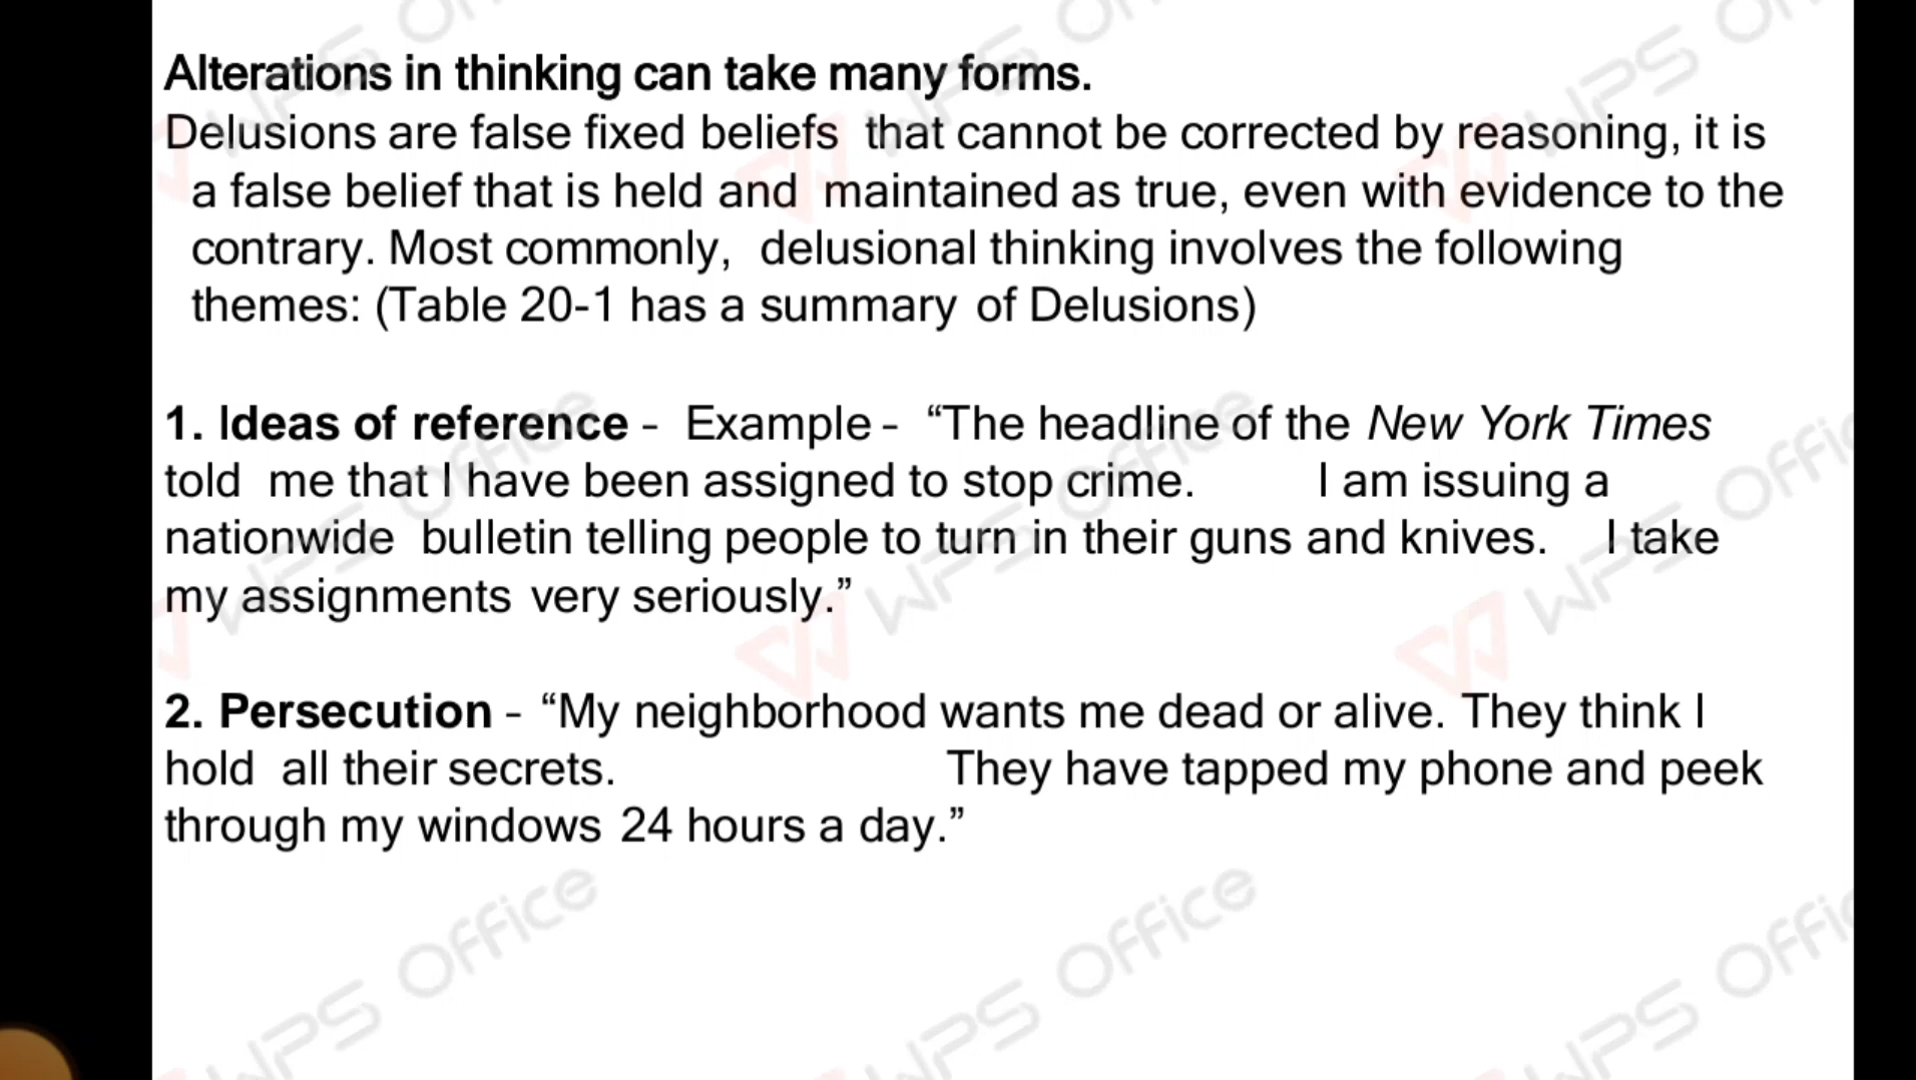 Alterations in thinking can take many forms.
Delusions are false fixed beliefs that cannot be corrected by reasoning, it is
a false belief that is held and maintained as true, even with evidence to the
contrary. Most commonly, delusional thinking involves the following
themes: (Table 20-1 has a summary of Delusions)
1. Ideas of reference - Example - “The headline of the New York Times
told me that I have been assigned to stop crime. I am issuing a
nationwide bulletin telling people to turn in their guns and knives. I take
my assignments very seriously.”
2. Persecution - “My neighborhood wants me dead or alive. They think I
hold all their secrets. They have tapped my phone and peek
through my windows 24 hours a day.”
WPS Office
WPS Office
WPS Office